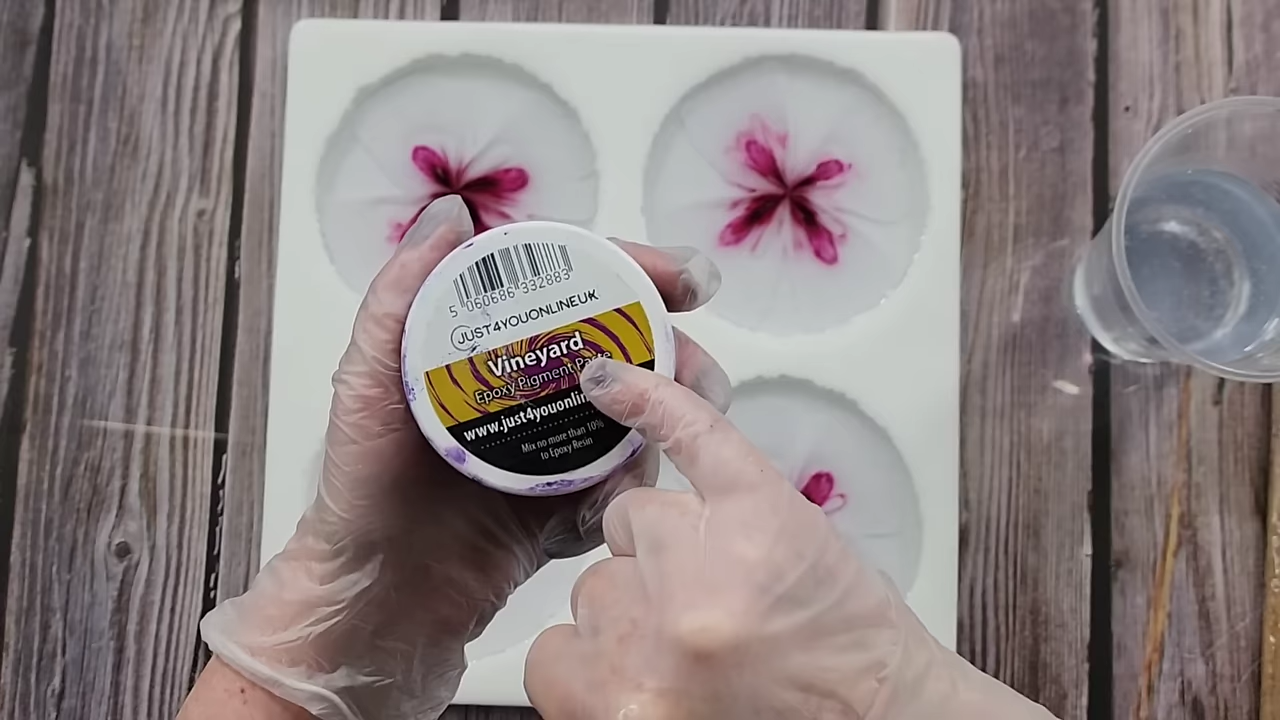 5 060686 332883
JUST4YOUONLINEUK
Vineyard
Epoxy Pigment Paste
www.just4youonlin
Mix no more than 10%
to Epoxy Resin